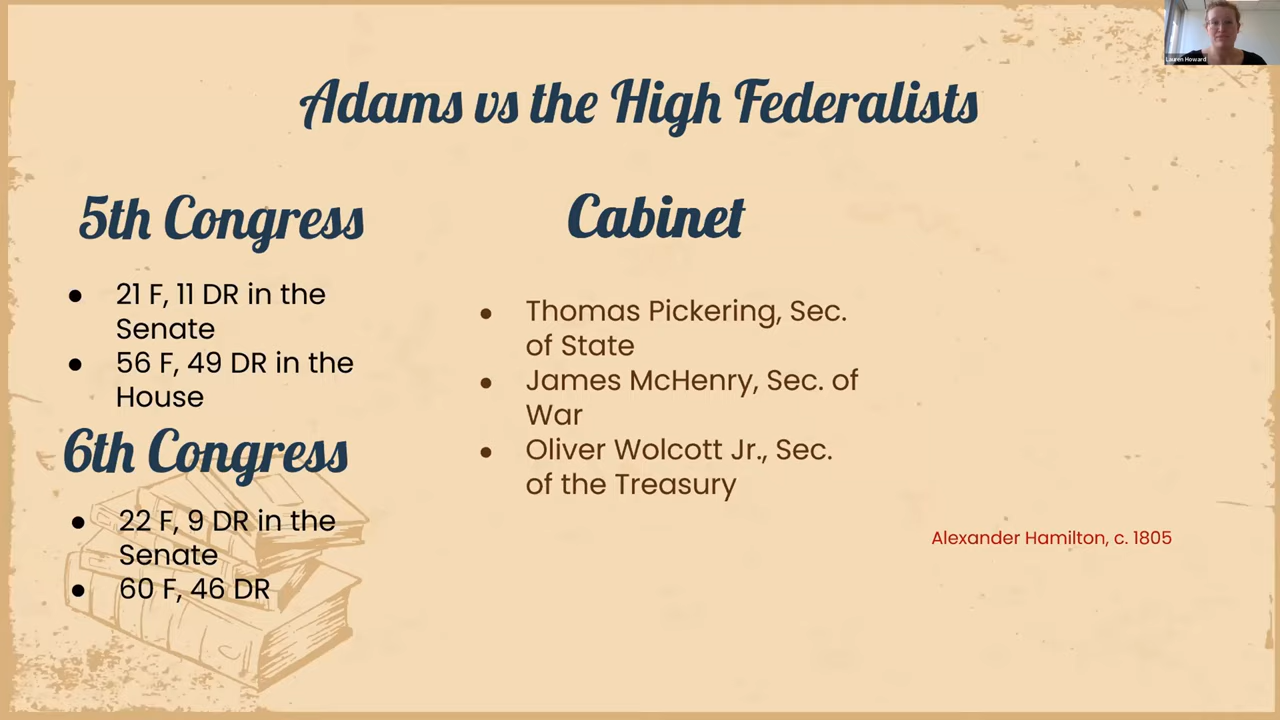 Lauren Howard
Adams vs the High Federalists
5th Congress
● 21 F, 11 DR in the
Senate
● 56 F, 49 DR in the
House
6th Congress
● 22 F, 9 DR in the
Senate
● 60 F, 46 DR
Cabinet
● Thomas Pickering, Sec.
of State
● James McHenry, Sec. of
War
● Oliver Wolcott Jr., Sec.
of the Treasury
Alexander Hamilton, c. 1805